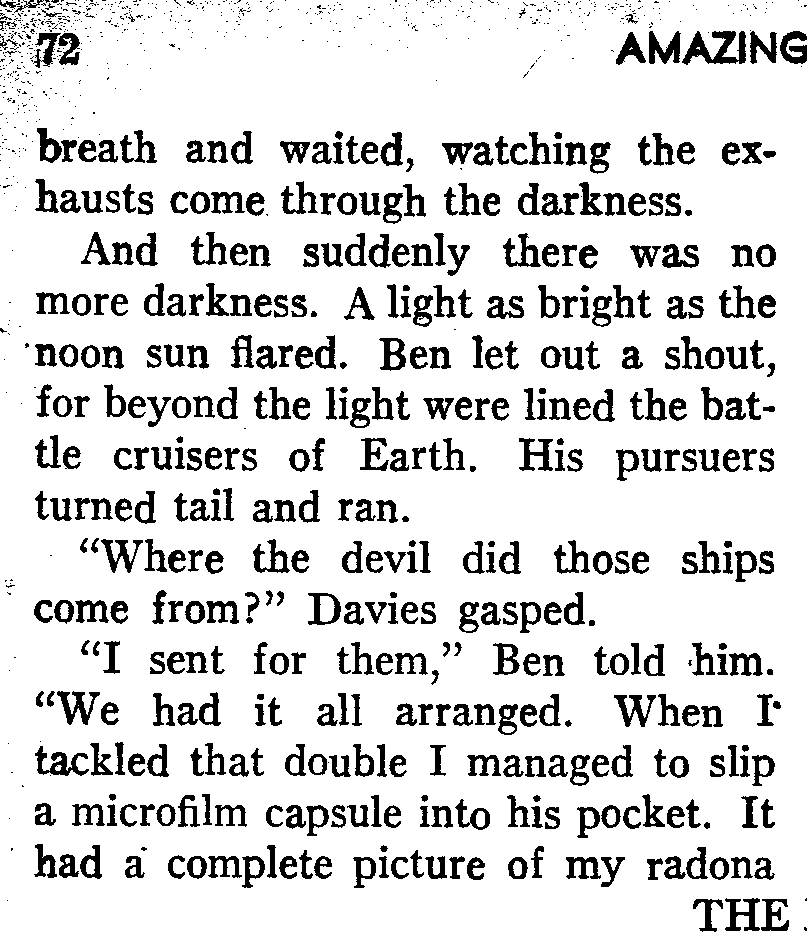 72 AMAZING
breath and waited, watching the ex-
hausts come through the darkness.
And then suddenly there was no
more darkness. A light as bright as the
noon sun flared. Ben let out a shout,
for beyond the light were lined the bat-
tle cruisers of Earth. His pursuers
turned tail and ran.
“Where the devil did those ships
come from?” Davies gasped.
“I sent for them,” Ben told him.
“We had it all arranged. When I
tackled that double I managed to slip
a microfilm capsule into his pocket. It
had a complete picture of my radona
THE